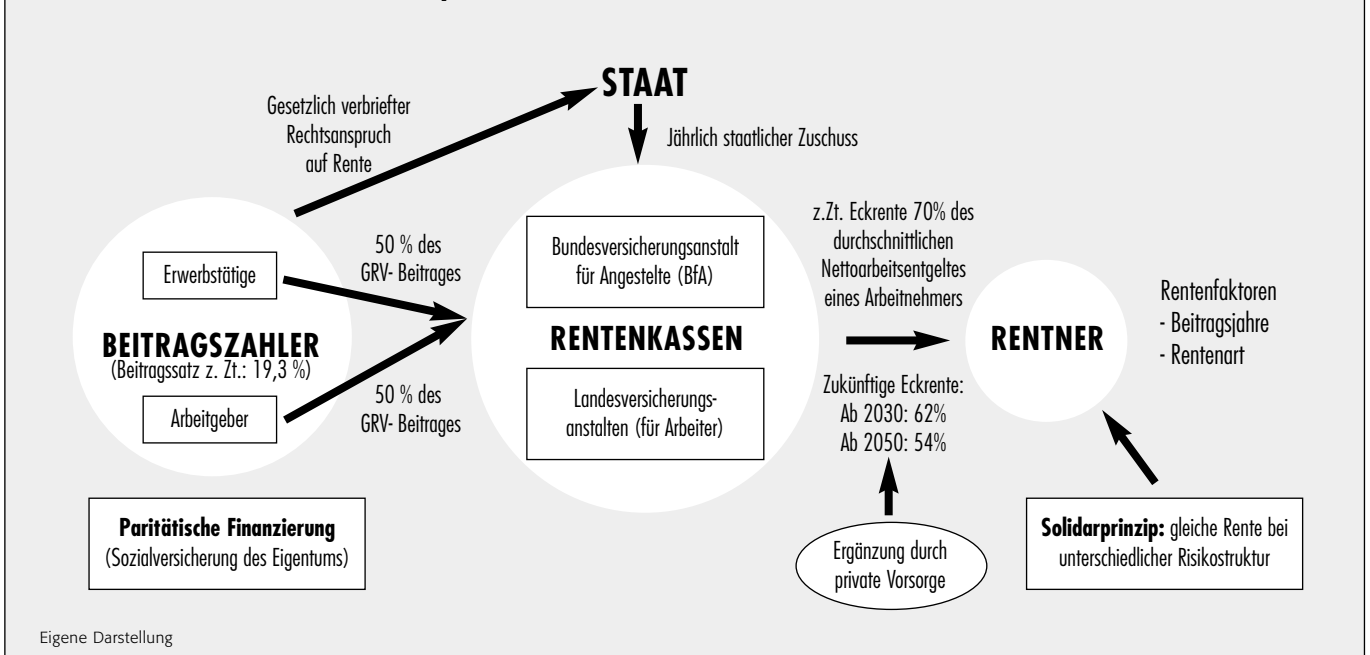 STAAT
Gesetzlich verbriefter
Rechtsanspruch
auf Rente
Jährlich staatlicher Zuschuss
Erwerbstätige
BEITRAGSZAHLER
(Beitragssatz z. Zt.: 19,3 %)
Arbeitgeber
50 % des
GRV- Beitrages
50 % des
GRV- Beitrages
Bundesversicherungsanstalt
für Angestelte (BfA)
RENTENKASSEN
Landesversicherungs-
anstalten (für Arbeiter)
z.Zt. Eckrente 70% des
durchschnittlichen
Nettoarbeitsentgeltes
eines Arbeitnehmers
Zukünftige Eckrente:
Ab 2030: 62%
Ab 2050: 54%
RENTNER
Rentenfaktoren
- Beitragsjahre
- Rentenart
Paritätische Finanzierung
(Sozialversicherung des Eigentums)
Ergänzung durch
private Vorsorge
Solidarprinzip: gleiche Rente bei
unterschiedlicher Risikostruktur
Eigene Darstellung